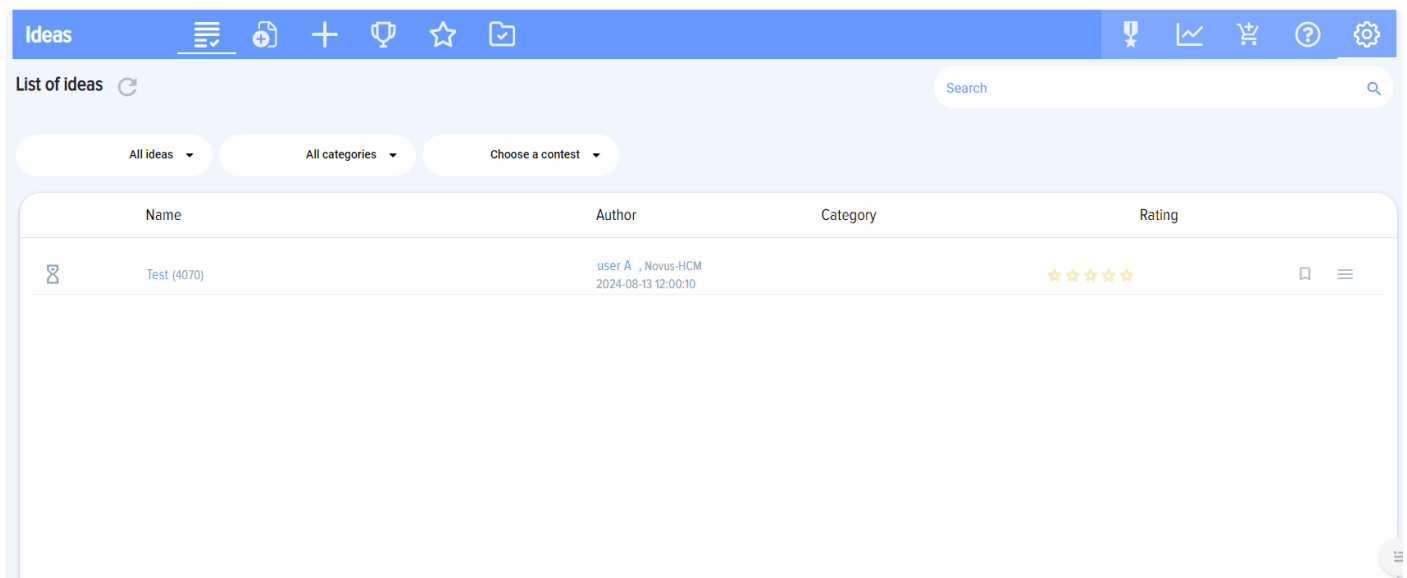 Ideas
List of ideas
Search
All ideas
All categories
Choose a contest
Name Author Category Rating
Test (4070)
user A , Novus-HCM
2024-08-13 12:00:10